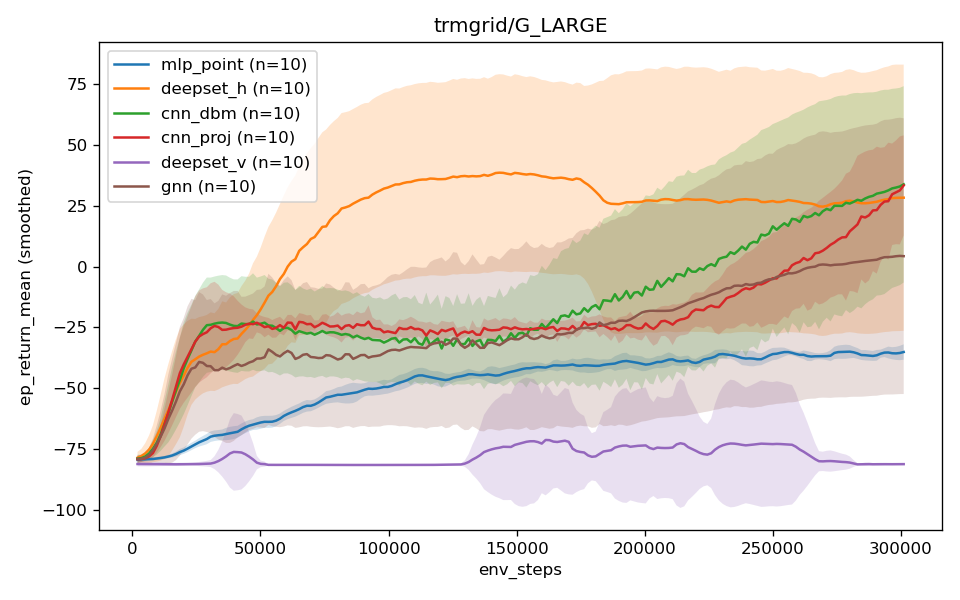 trmgrid/G_LARGE
mlp_point (n=10)
deepset_h (n=10)
cnn_dbm (n=10)
cnn_proj (n=10)
deepset_v (n=10)
gnn (n=10)
ep_return_mean (smoothed)
75
50
25
0
−25
−50
−75
−100
0 50000 100000 150000 200000 250000 300000
env_steps